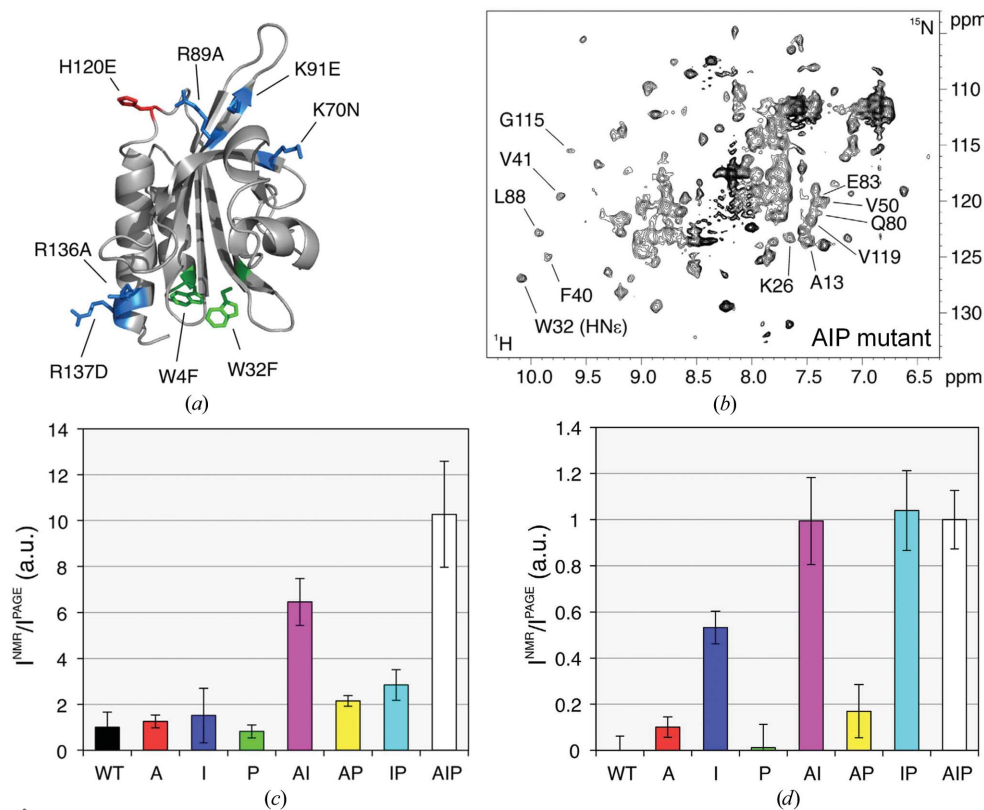 R89A
H120E
K91E
K70N
R136A
R137D
W4F
W32F
(a)
ppm
15N
110
115
120
125
130
G115
V41
L88
F40
W32 (HNε)
E83
V50
Q80
V119
K26
A13
1H
AIP mutant
10.0 9.5 9.0 8.5 8.0 7.5 7.0 6.5
ppm
(b)
14
12
10
8
6
4
2
0
I^NMR/I^PAGE (a.u.)
WT A I P AI AP IP AIP
(c)
1.4
1.2
1
0.8
0.6
0.4
0.2
0
I^NMR/I^PAGE (a.u.)
WT A I P AI AP IP AIP
(d)